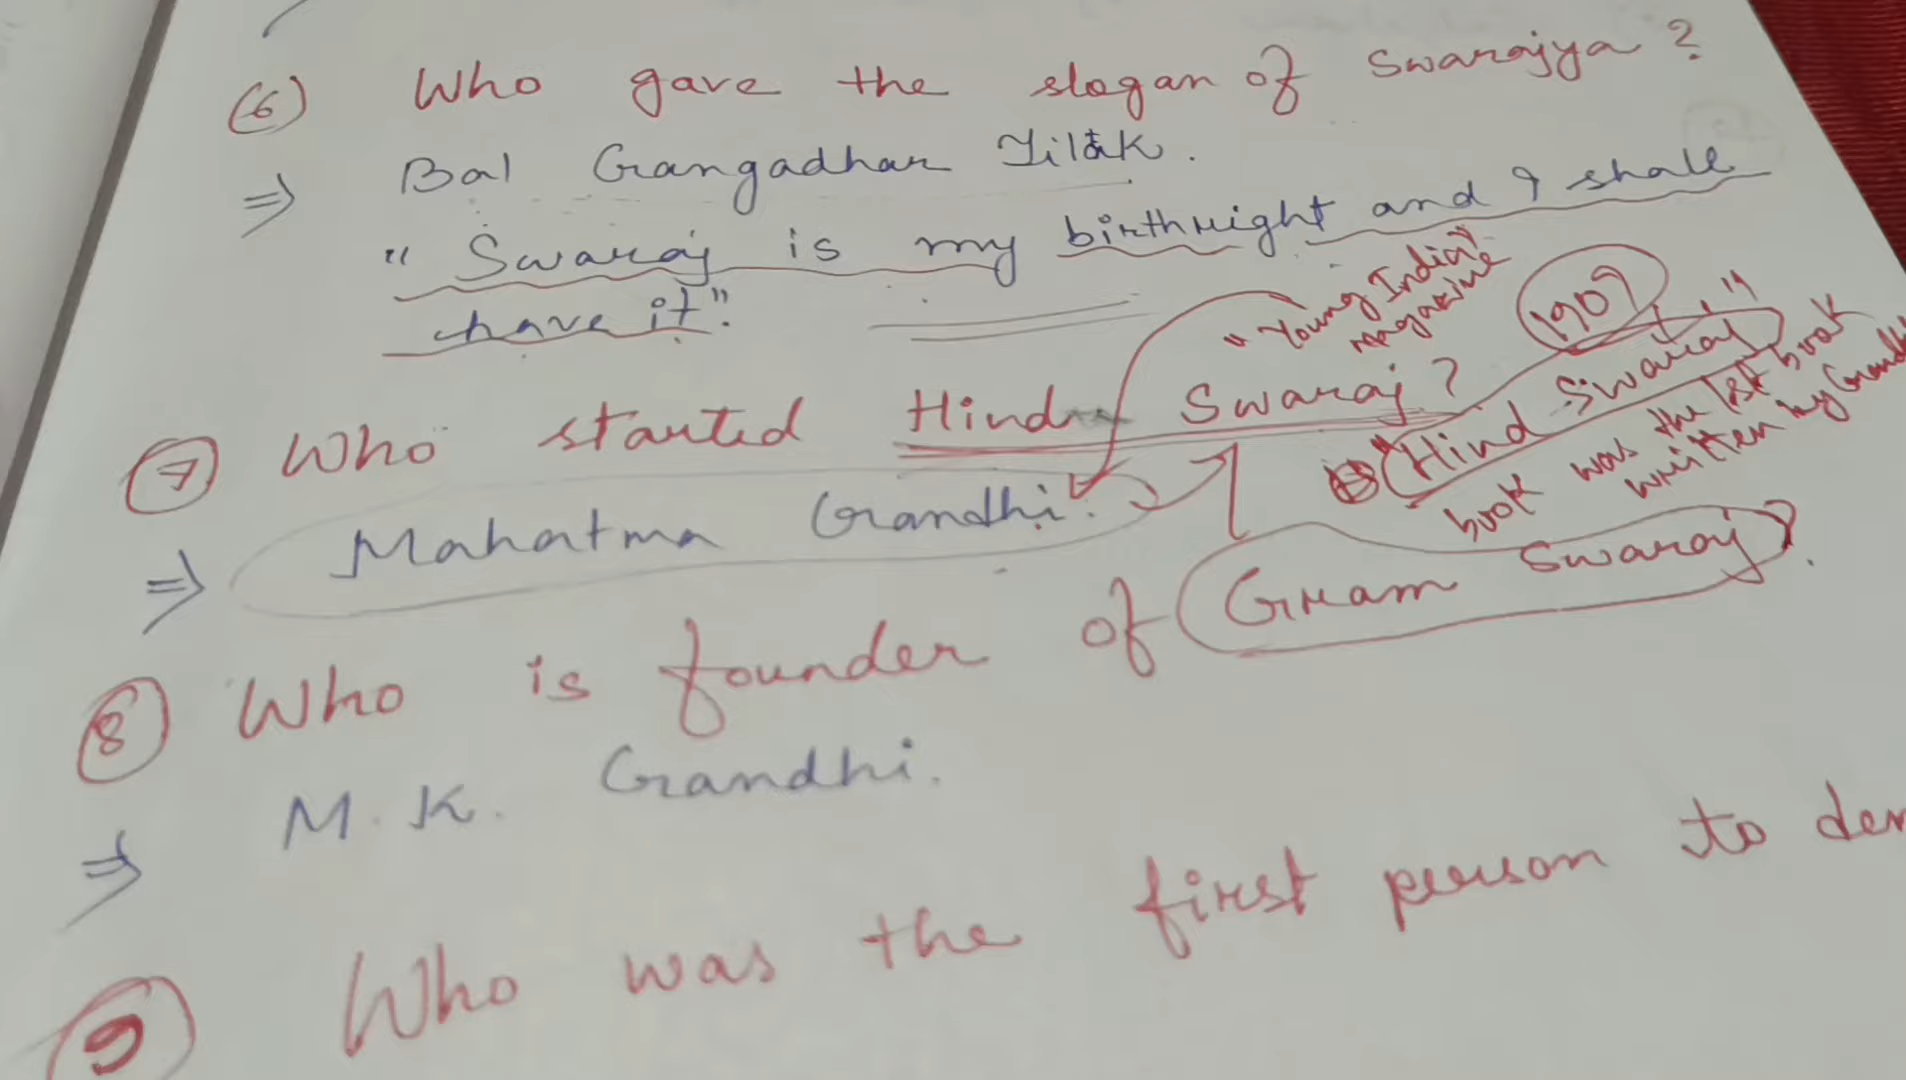 (6) Who gave the slogan of Swarajya?
⇒ Bal Gangadhar Tilak.
"Swaraj is my birthright and I shall
have it".
"Young India"
Magazine
1909
(7) Who started Hind Swaraj?
"Hind Swaraj"
book was the 1st book
written by Gandhi
⇒ Mahatma Gandhi.
(8) Who is founder of Gram Swaraj?
⇒ M. K. Gandhi.
(9) Who was the first person to